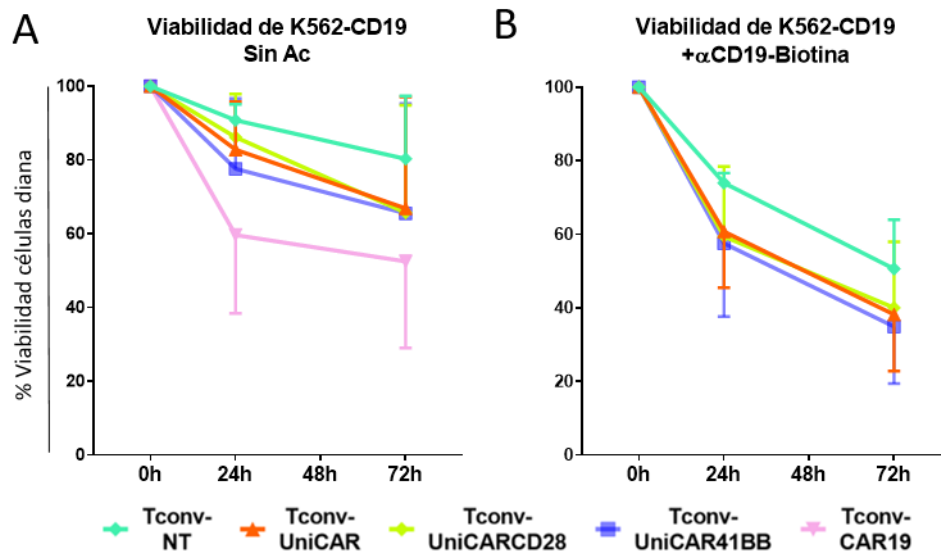 A
Viabilidad de K562-CD19
Sin Ac
B
Viabilidad de K562-CD19
+αCD19-Biotina
% Viabilidad células diana
100
80
60
40
20
0
0h 24h 48h 72h
100
80
60
40
20
0
0h 24h 48h 72h
Tconv-
NT
Tconv-
UniCAR
Tconv-
UniCARCD28
Tconv-
UniCAR41BB
Tconv-
CAR19